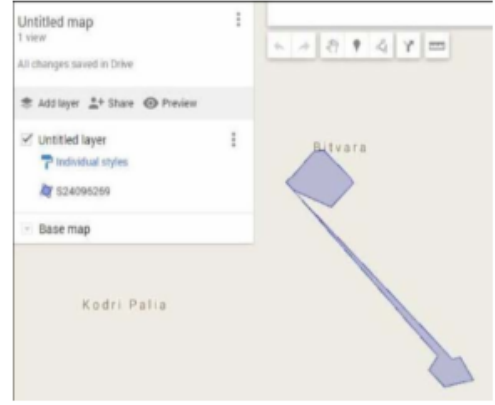 Untitled map
1 view
All changes saved in Drive
Add layer Share Preview
Untitled layer
Individual styles
S24095269
Base map
Bitvara
Kodri Palia